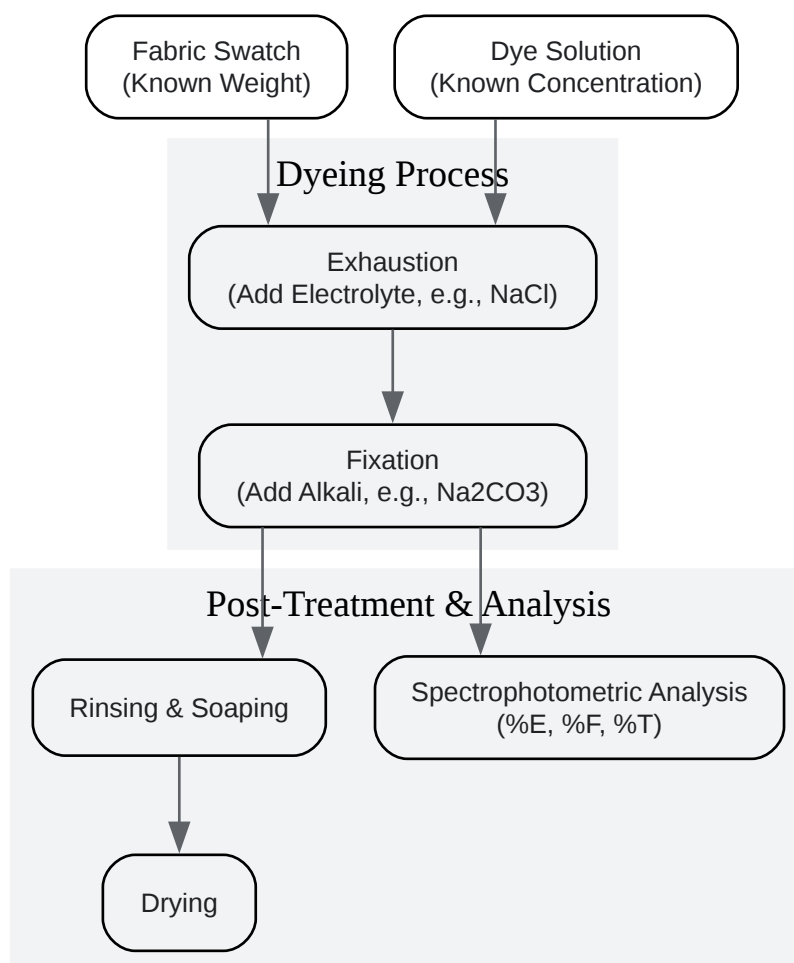 Fabric Swatch
(Known Weight)
Dye Solution
(Known Concentration)
Dyeing Process
Exhaustion
(Add Electrolyte, e.g., NaCl)
Fixation
(Add Alkali, e.g., Na2CO3)
Post-Treatment & Analysis
Rinsing & Soaping
Spectrophotometric Analysis
(%E, %F, %T)
Drying